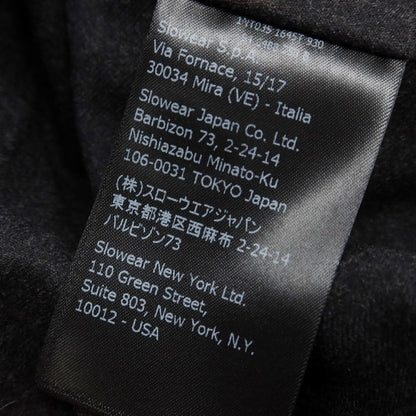 Slowear S.p.A.
Via Fornace, 15/17
30034 Mira (VE) - Italia
Slowear Japan Co. Ltd.
Barbizon 73, 2-24-14
Nishiazabu Minato-Ku
106-0031 TOKYO Japan
(株)スローウエアジャパン
東京都港区西麻布 2-24-14
バルビゾン73
Slowear New York Ltd.
110 Green Street,
Suite 803, New York, N.Y.
10012 - USA